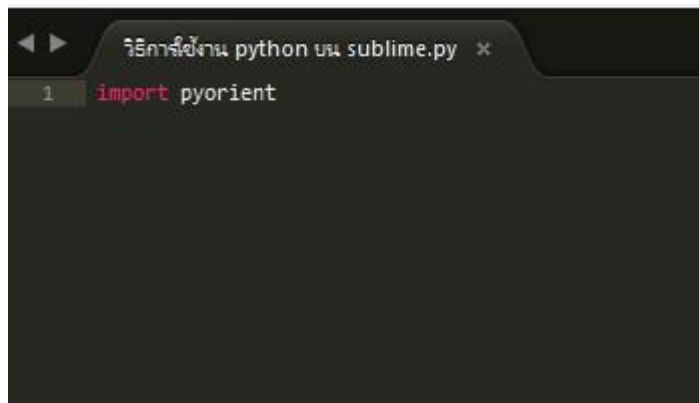 วิธีการใช้งาน python บน sublime.py ×
1 import pyorient